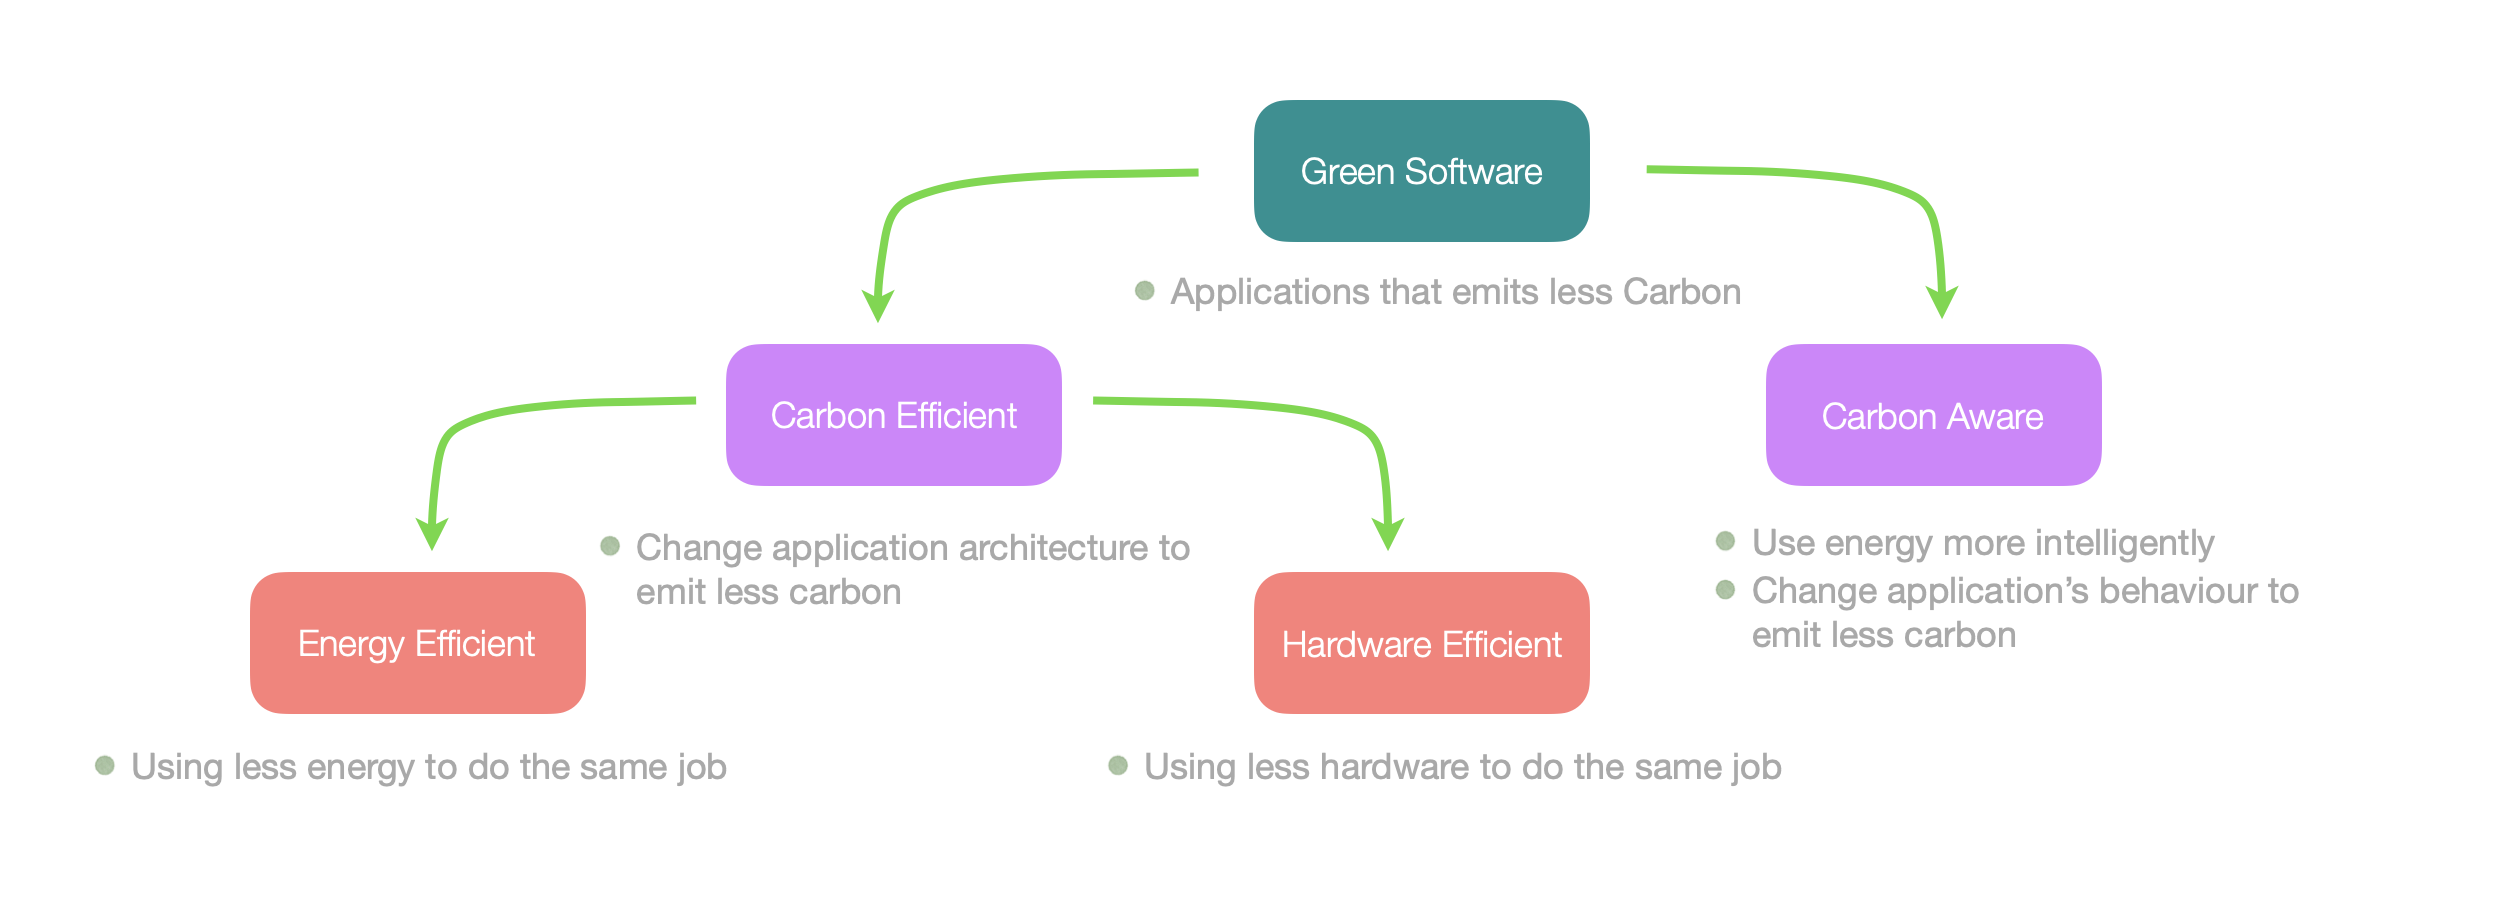 Green Software
Applications that emits less Carbon
Carbon Efficient
Carbon Aware
Change application architecture to
emit less carbon
Use energy more intelligently
Change application’s behaviour to
emit less carbon
Energy Efficient
Hardware Efficient
Using less energy to do the same job
Using less hardware to do the same job